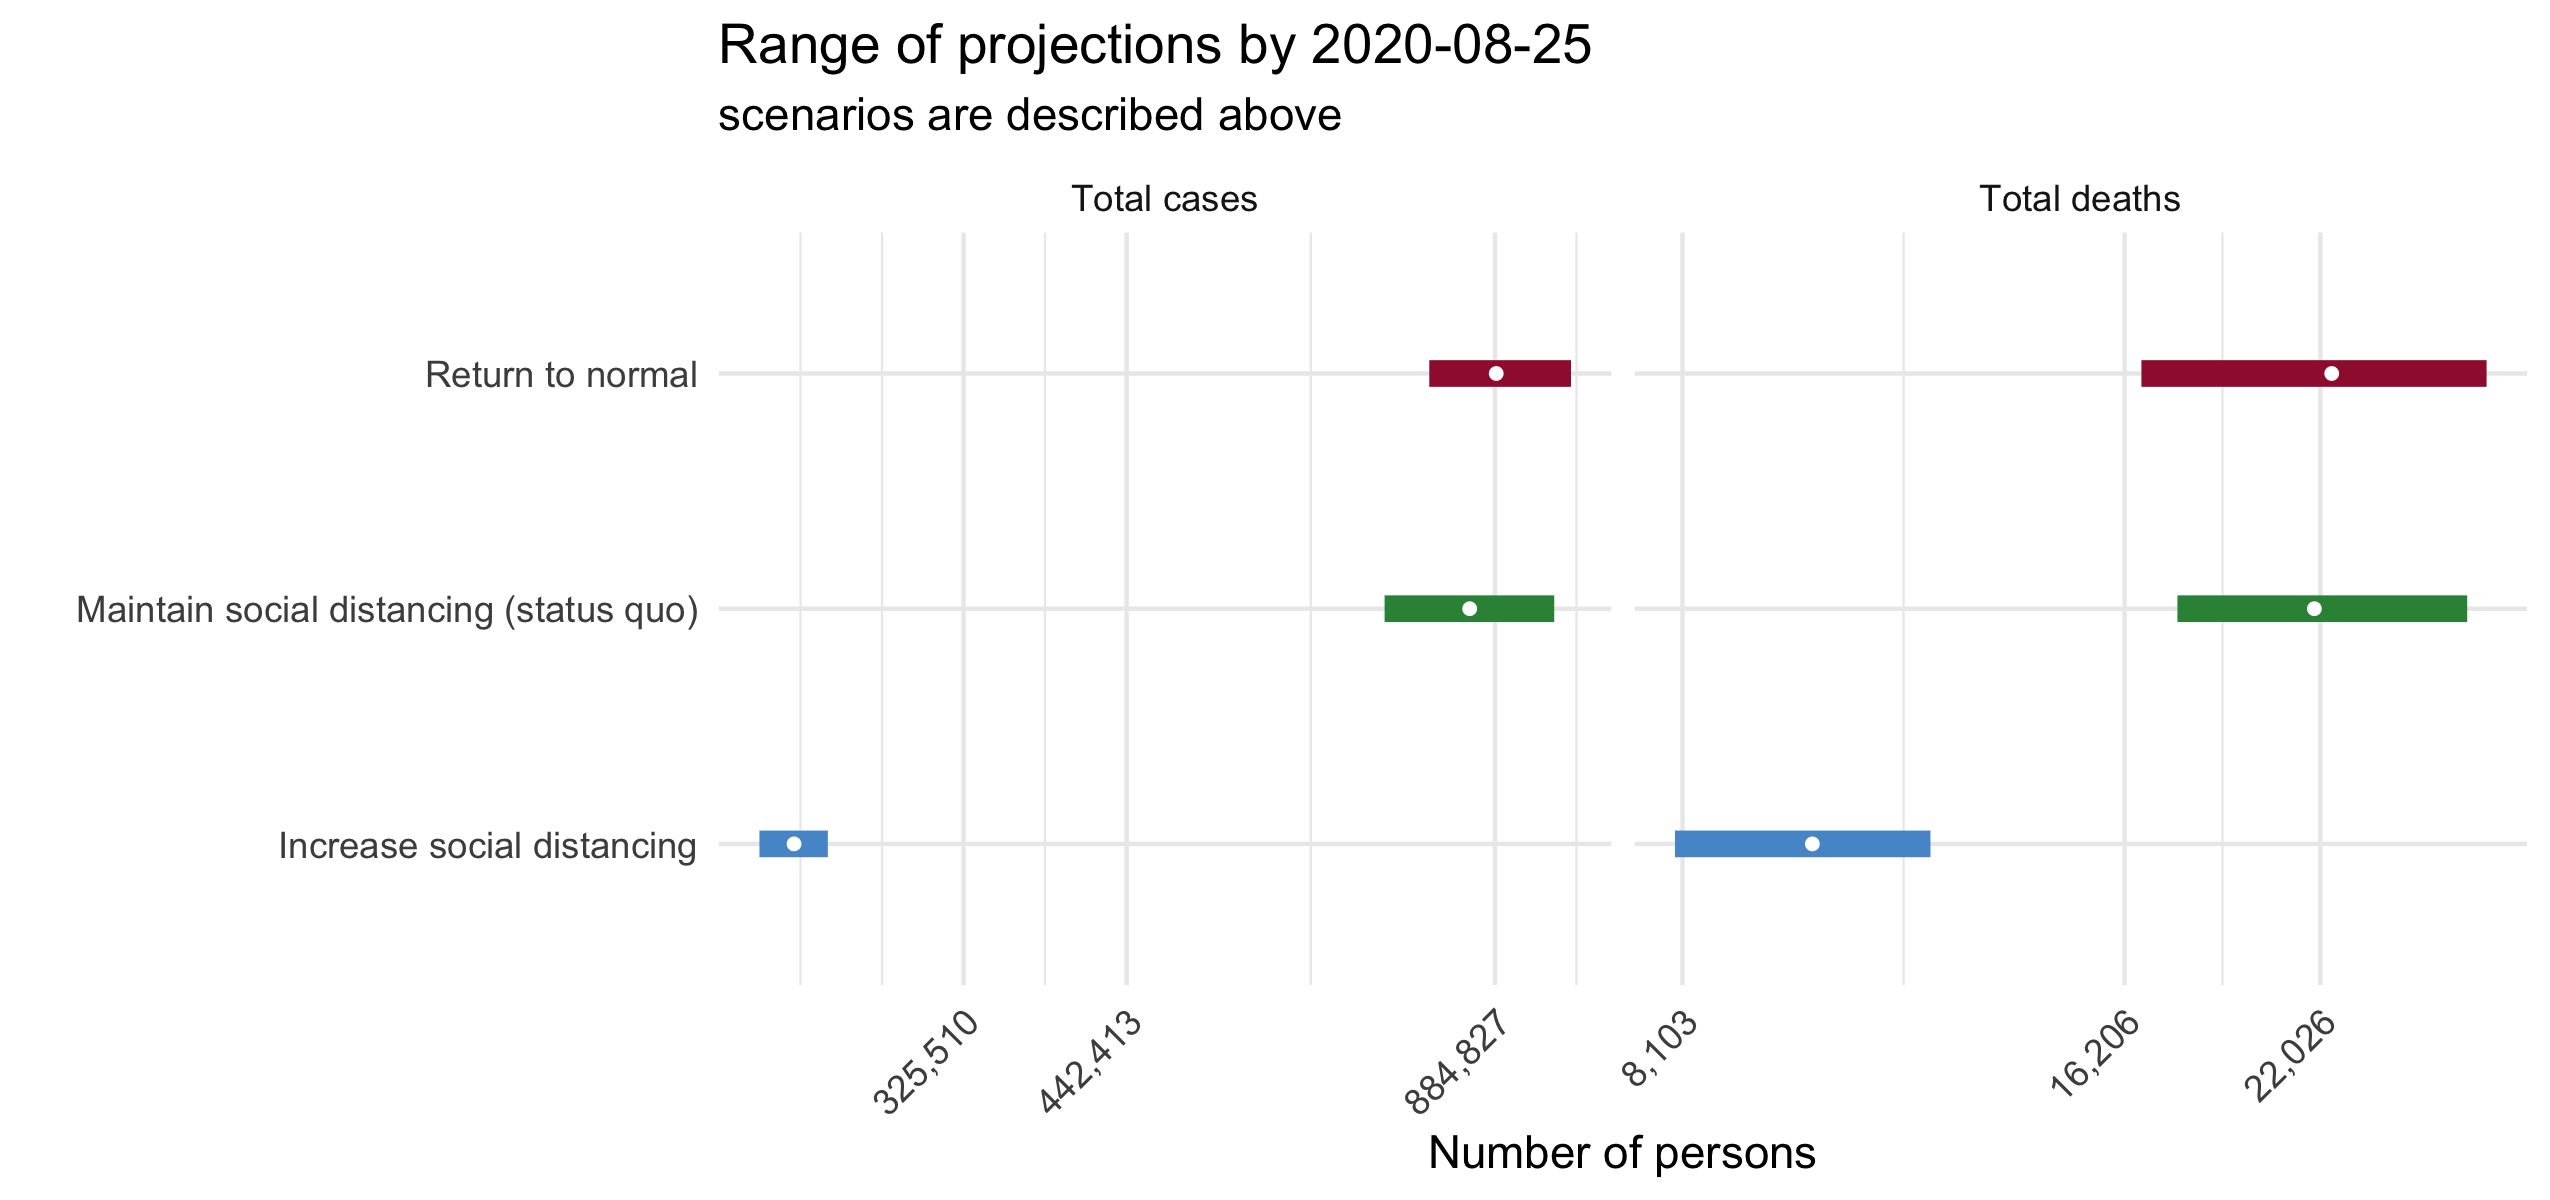 Range of projections by 2020-08-25
scenarios are described above
Total cases
Total deaths
Return to normal
Maintain social distancing (status quo)
Increase social distancing
325,510
442,413
884,827
8,103
16,206
22,026
Number of persons